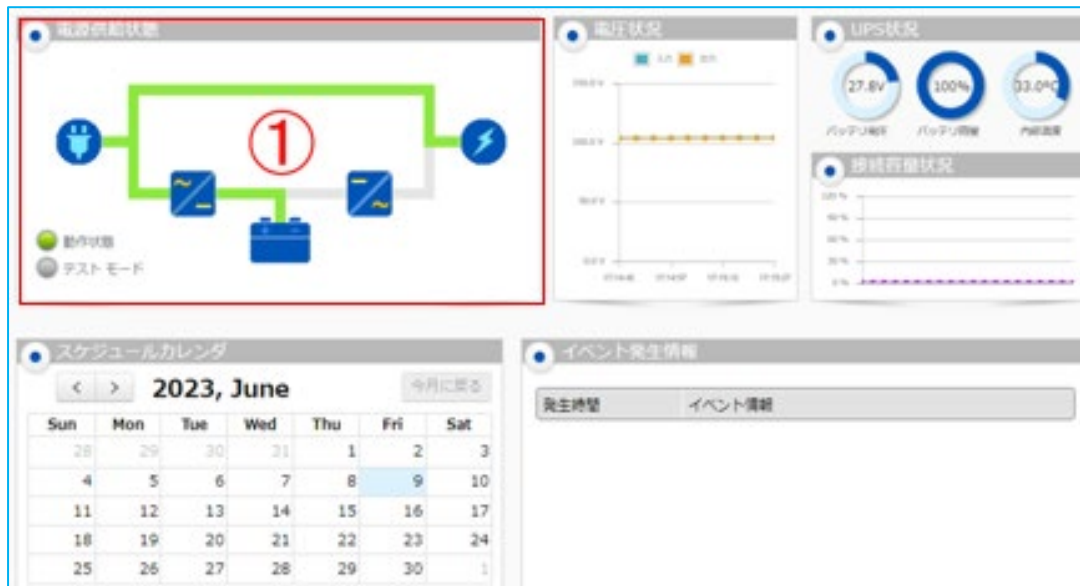 電源供給状態
①
動作状態
テスト モード
電圧状況
入力 出力
UPS状況
27.8V
100%
33.0°C
バッテリ電圧
バッテリ容量
内部温度
接続容量状況
スケジュールカレンダ
< >
2023, June
今月に戻る
Sun Mon Tue Wed Thu Fri Sat
28 29 30 31 1 2 3
4 5 6 7 8 9 10
11 12 13 14 15 16 17
18 19 20 21 22 23 24
25 26 27 28 29 30 1
イベント発生情報
発生時間 イベント情報